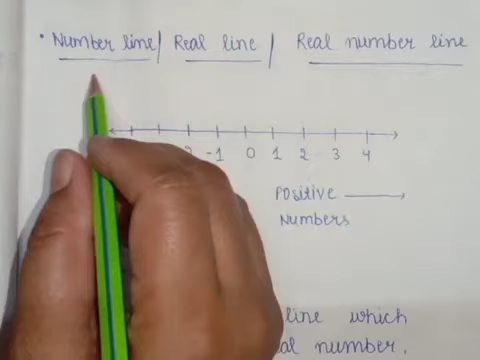 • Number line / Real line / Real number line
-1 0 1 2 3 4
Positive
Numbers
line which
number.